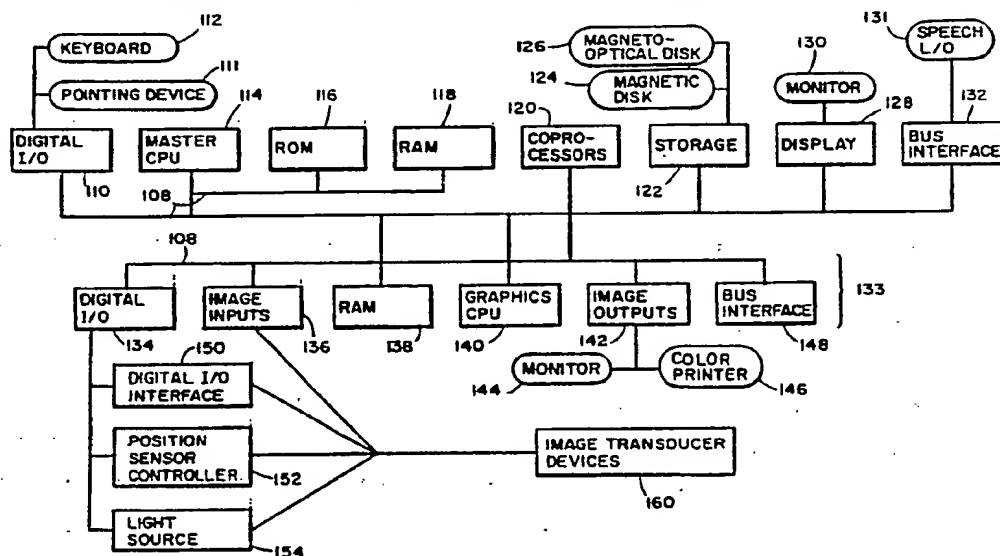 112
KEYBOARD
111
POINTING DEVICE
114
116
118
126
MAGNETO-
OPTICAL DISK
124
MAGNETIC
DISK
120
130
MONITOR
128
131
SPEECH
L/O
132
DIGITAL
I/O
110
MASTER
CPU
ROM
RAM
COPRO-
CESSORS
STORAGE
122
DISPLAY
BUS
INTERFACE
108
108
DIGITAL
I/O
134
IMAGE
INPUTS
136
RAM
138
GRAPHICS
CPU
140
IMAGE
OUTPUTS
142
BUS
INTERFACE
148
133
150
DIGITAL I/O
INTERFACE
144
MONITOR
COLOR
PRINTER
146
POSITION
SENSOR
CONTROLLER
152
IMAGE TRANSDUCER
DEVICES
160
LIGHT
SOURCE
154